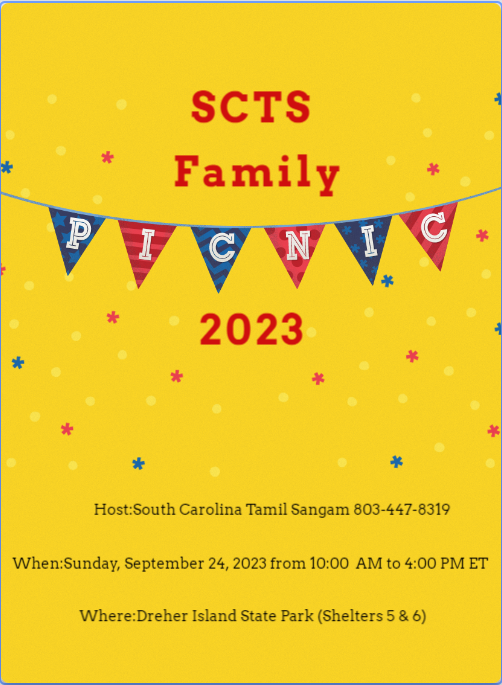 SCTS
Family
PICNIC
2023
Host:South Carolina Tamil Sangam 803-447-8319
When:Sunday, September 24, 2023 from 10:00 AM to 4:00 PM ET
Where:Dreher Island State Park (Shelters 5 & 6)